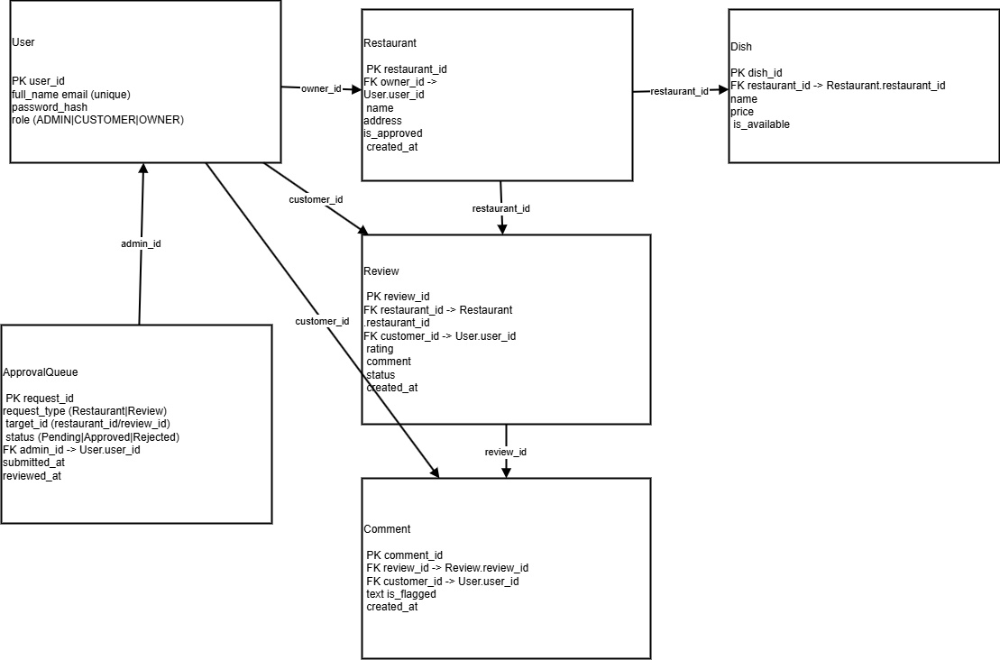 User
PK user_id
full_name email (unique)
password_hash
role (ADMIN|CUSTOMER|OWNER)
owner_id
Restaurant
PK restaurant_id
FK owner_id ->
User.user_id
name
address
is_approved
created_at
restaurant_id
Dish
PK dish_id
FK restaurant_id -> Restaurant.restaurant_id
name
price
is_available
customer_id
restaurant_id
admin_id
customer_id
Review
PK review_id
FK restaurant_id -> Restaurant
.restaurant_id
FK customer_id -> User.user_id
rating
comment
status
created_at
ApprovalQueue
PK request_id
request_type (Restaurant|Review)
target_id (restaurant_id/review_id)
status (Pending|Approved|Rejected)
FK admin_id -> User.user_id
submitted_at
reviewed_at
review_id
Comment
PK comment_id
FK review_id -> Review.review_id
FK customer_id -> User.user_id
text is_flagged
created_at